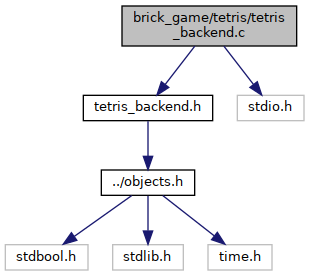 brick_game/tetris/tetris
_backend.c
tetris_backend.h
stdio.h
../objects.h
stdbool.h
stdlib.h
time.h